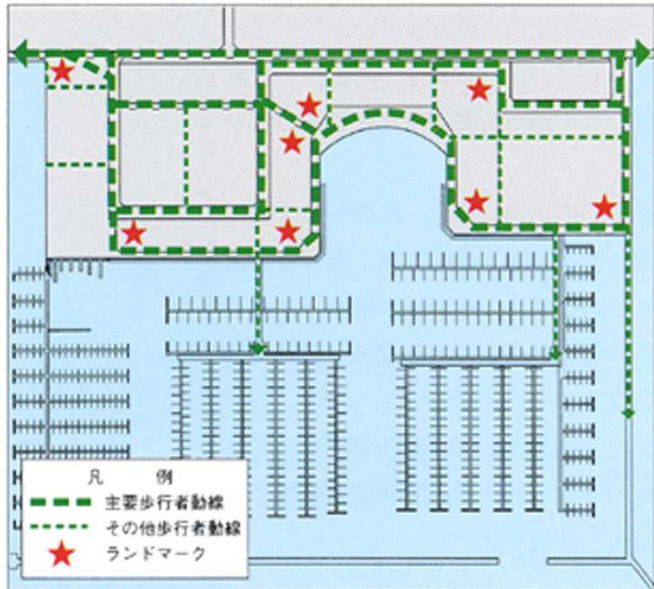 凡 例
主要歩行者動線
その他歩行者動線
ランドマーク